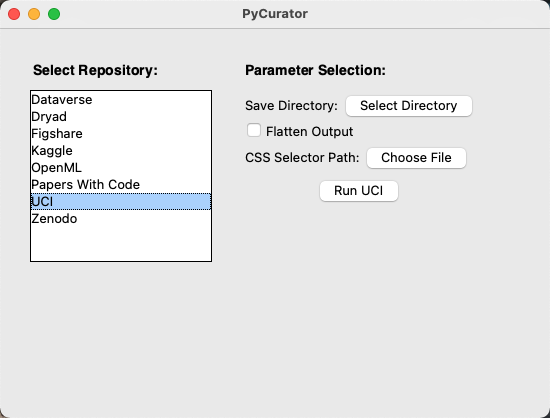 PyCurator
Select Repository:
Dataverse
Dryad
Figshare
Kaggle
OpenML
Papers With Code
UCI
Zenodo
Parameter Selection:
Save Directory: Select Directory
Flatten Output
CSS Selector Path: Choose File
Run UCI